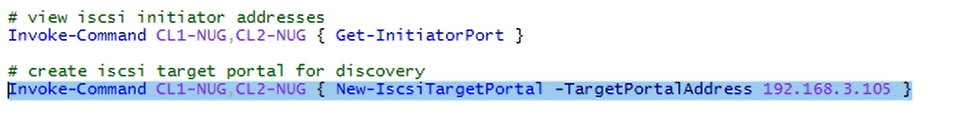 # view iscsi initiator addresses
Invoke-Command CL1-NUG,CL2-NUG { Get-InitiatorPort }
# create iscsi target portal for discovery
Invoke-Command CL1-NUG,CL2-NUG { New-IscsiTargetPortal -TargetPortalAddress 192.168.3.105 }